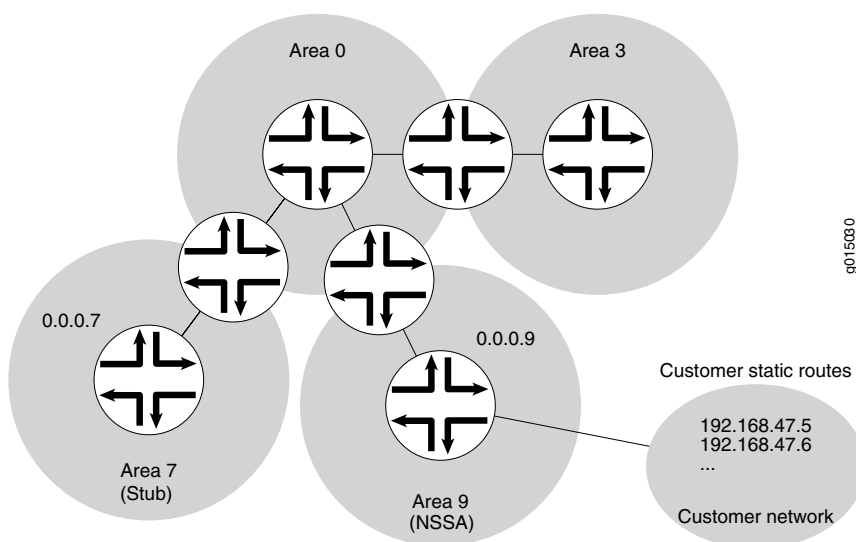 Area 0
Area 3
g015030
0.0.0.7
0.0.0.9
Customer static routes
192.168.47.5
192.168.47.6
...
Area 7
(Stub)
Area 9
(NSSA)
Customer network